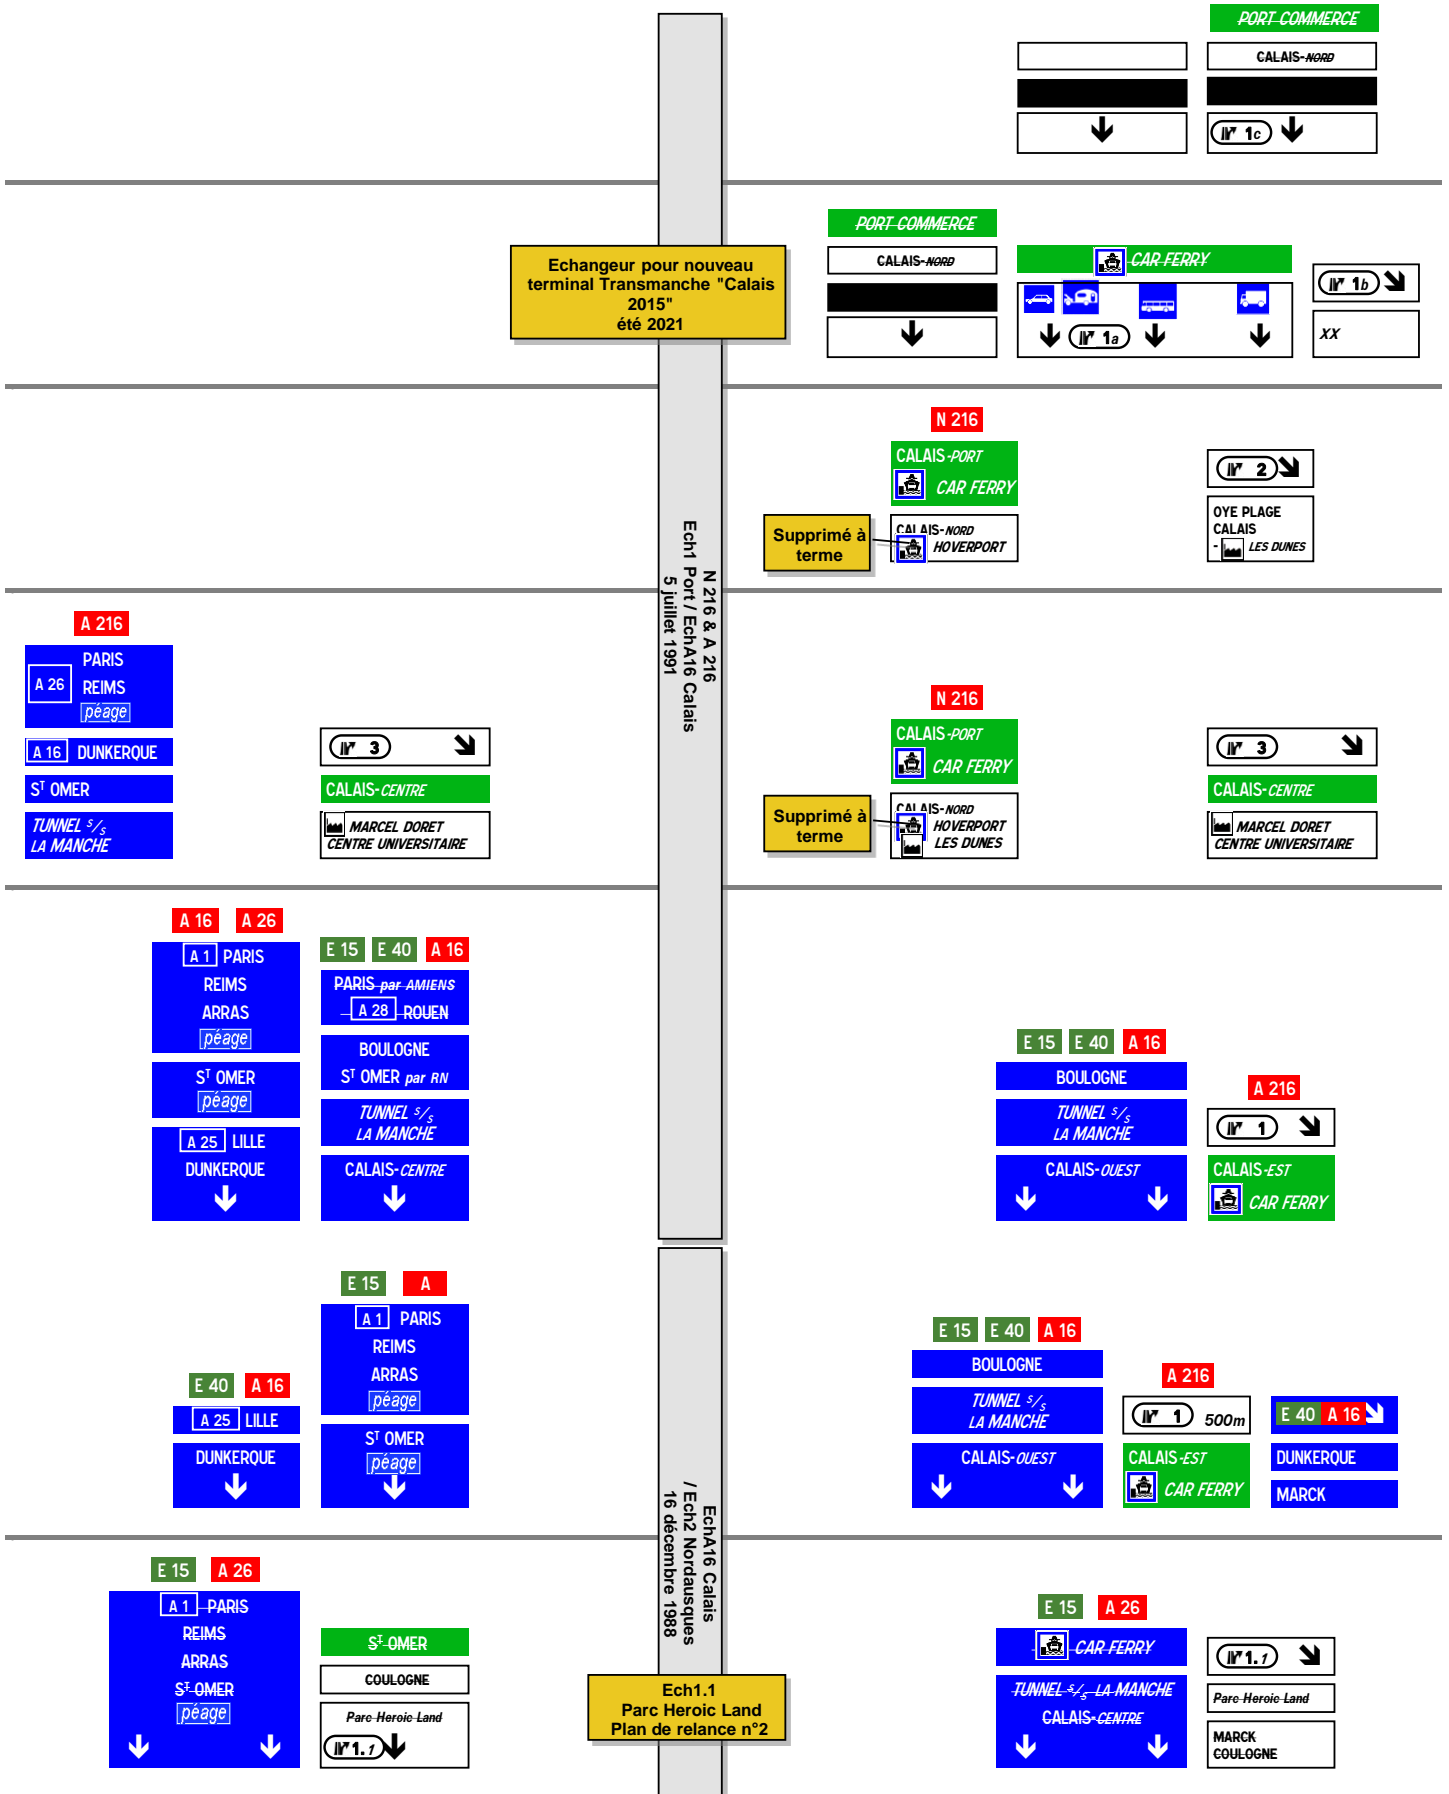 PORT COMMERCE
CALAIS-NORD
1c
PORT COMMERCE
CALAIS-NORD
CAR FERRY
1a
1b
XX
Echangeur pour nouveau
terminal Transmanche "Calais
2015"
été 2021
N 216
CALAIS-PORT
CAR FERRY
CALAIS-NORD
HOVERPORT
Supprimé à
terme
2
OYE PLAGE
CALAIS
- LES DUNES
N 216 & A 216
Ech1 Port / EchA16 Calais
5 juillet 1991
A 216
PARIS
A 26
REIMS
péage
A 16 DUNKERQUE
ST OMER
TUNNEL s/s
LA MANCHE
3
CALAIS-CENTRE
MARCEL DORET
CENTRE UNIVERSITAIRE
N 216
CALAIS-PORT
CAR FERRY
CALAIS-NORD
HOVERPORT
LES DUNES
Supprimé à
terme
3
CALAIS-CENTRE
MARCEL DORET
CENTRE UNIVERSITAIRE
A 16 A 26
A 1 PARIS
REIMS
ARRAS
péage
ST OMER
péage
A 25 LILLE
DUNKERQUE
E 15 E 40 A 16
PARIS par AMIENS
A 28 ROUEN
BOULOGNE
ST OMER par RN
TUNNEL s/s
LA MANCHE
CALAIS-CENTRE
E 15 E 40 A 16
BOULOGNE
TUNNEL s/s
LA MANCHE
CALAIS-OUEST
A 216
1
CALAIS-EST
CAR FERRY
E 40 A 16
A 25 LILLE
DUNKERQUE
E 15 A
A 1 PARIS
REIMS
ARRAS
péage
ST OMER
péage
E 15 E 40 A 16
BOULOGNE
TUNNEL s/s
LA MANCHE
CALAIS-OUEST
A 216
1 500m
CALAIS-EST
CAR FERRY
E 40 A 16
DUNKERQUE
MARCK
EchA16 Calais
/ Ech2 Nordausques
16 décembre 1988
E 15 A 26
A 1 PARIS
REIMS
ARRAS
ST OMER
péage
ST OMER
COULOGNE
Parc Heroic Land
1.1
Ech1.1
Parc Heroic Land
Plan de relance n°2
E 15 A 26
CAR FERRY
TUNNEL s/s LA MANCHE
CALAIS-CENTRE
1.1
Parc Heroic Land
MARCK
COULOGNE